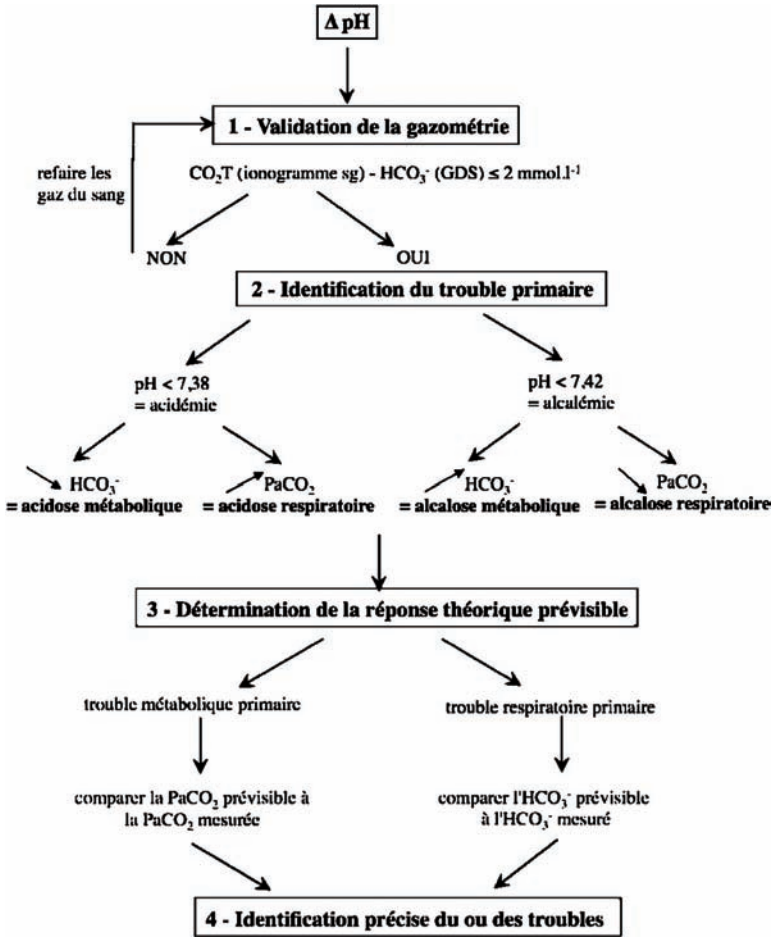 Δ pH
1 - Validation de la gazométrie
refaire les
gaz du sang
CO₂T (ionogramme sg) - HCO₃⁻ (GDS) ≤ 2 mmol.l⁻¹
NON
OUI
2 - Identification du trouble primaire
pH < 7,38
= acidémie
pH < 7,42
= alcalémie
HCO₃⁻
= acidose métabolique
PaCO₂
= acidose respiratoire
HCO₃⁻
= alcalose métabolique
PaCO₂
= alcalose respiratoire
3 - Détermination de la réponse théorique prévisible
trouble métabolique primaire
trouble respiratoire primaire
comparer la PaCO₂ prévisible à
la PaCO₂ mesurée
comparer l'HCO₃⁻ prévisible
à l'HCO₃⁻ mesuré
4 - Identification précise du ou des troubles